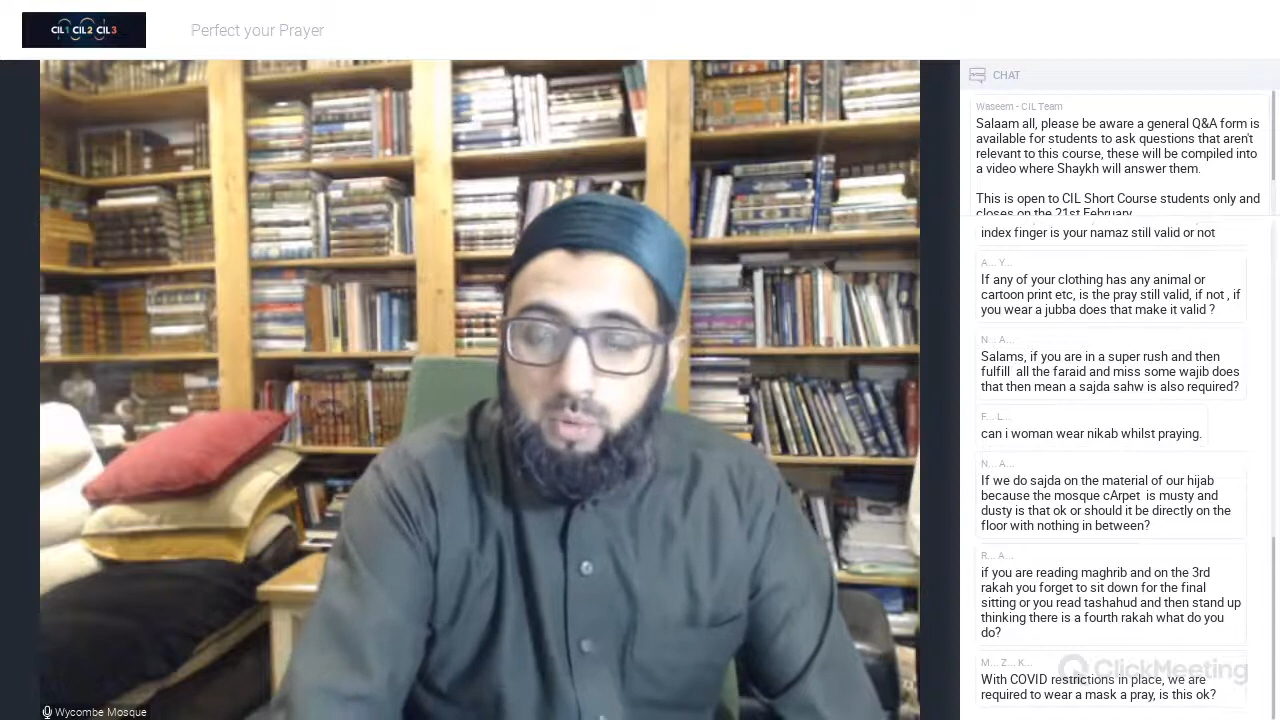 CIL1 CIL2 CIL3
Perfect your Prayer
CHAT
Waseem - CIL Team
Salaam all, please be aware a general Q&A form is
available for students to ask questions that aren't
relevant to this course, these will be compiled into
a video where Shaykh will answer them.
This is open to CIL Short Course students only and
closes on the 21st February
index finger is your namaz still valid or not
A... Y...
If any of your clothing has any animal or
cartoon print etc, is the pray still valid, if not , if
you wear a jubba does that make it valid ?
N... A...
Salams, if you are in a super rush and then
fulfill all the faraid and miss some wajib does
that then mean a sajda sahw is also required?
F... L...
can i woman wear nikab whilst praying.
N... A...
If we do sajda on the material of our hijab
because the mosque cArpet is musty and
dusty is that ok or should it be directly on the
floor with nothing in between?
R... A...
if you are reading maghrib and on the 3rd
rakah you forget to sit down for the final
sitting or you read tashahud and then stand up
thinking there is a fourth rakah what do you
do?
M... Z... K...
With COVID restriction in place, we are
required to wear a mask a pray, is this ok?
ClickMeeting
Wycombe Mosque